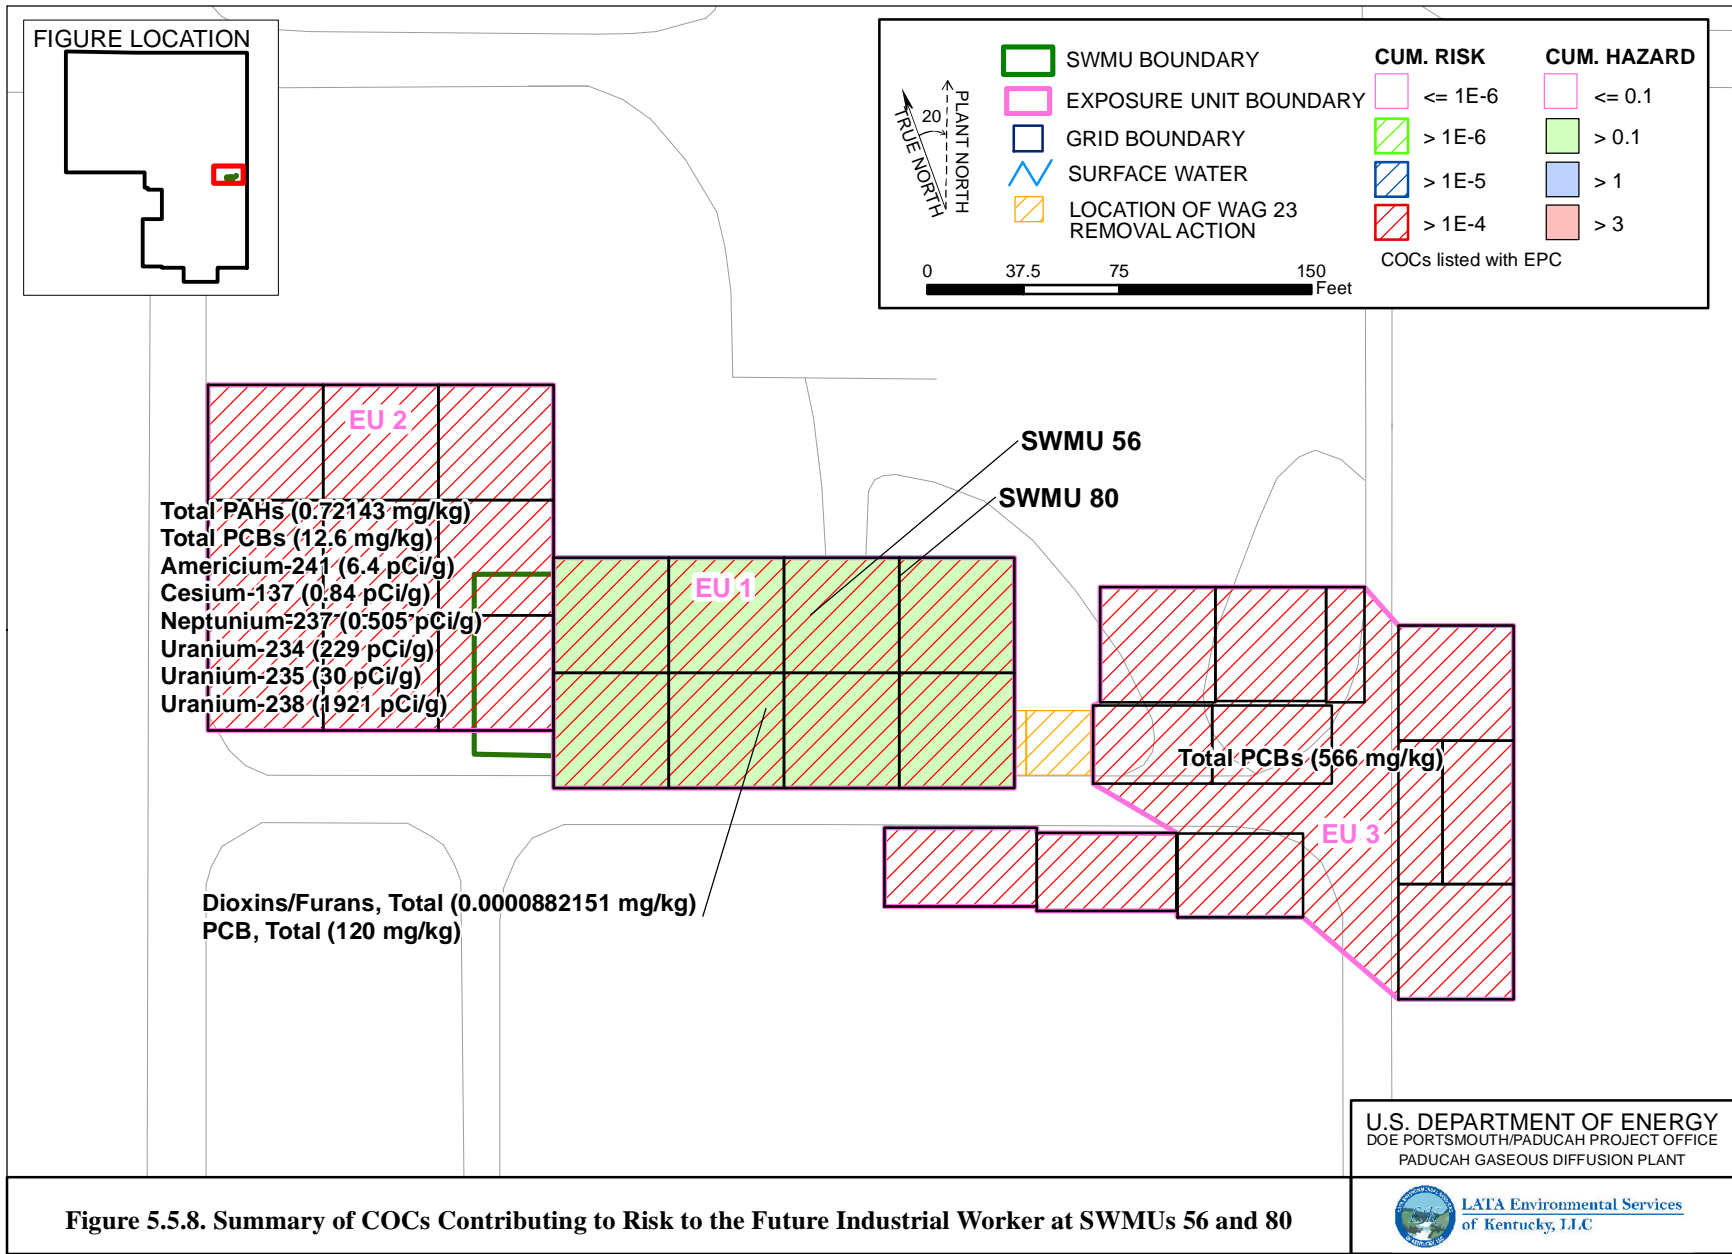 FIGURE LOCATION
TRUE NORTH
20
PLANT NORTH
SWMU BOUNDARY
EXPOSURE UNIT BOUNDARY
GRID BOUNDARY
SURFACE WATER
LOCATION OF WAG 23
REMOVAL ACTION
CUM. RISK
<= 1E-6
> 1E-6
> 1E-5
> 1E-4
CUM. HAZARD
<= 0.1
> 0.1
> 1
> 3
COCs listed with EPC
0 37.5 75 150
Feet
EU 2
Total PAHs (0.72143 mg/kg)
Total PCBs (12.6 mg/kg)
Americium-241 (6.4 pCi/g)
Cesium-137 (0.84 pCi/g)
Neptunium-237 (0.505 pCi/g)
Uranium-234 (229 pCi/g)
Uranium-235 (30 pCi/g)
Uranium-238 (1921 pCi/g)
SWMU 56
SWMU 80
EU 1
Total PCBs (566 mg/kg)
EU 3
Dioxins/Furans, Total (0.0000882151 mg/kg)
PCB, Total (120 mg/kg)
U.S. DEPARTMENT OF ENERGY
DOE PORTSMOUTH/PADUCAH PROJECT OFFICE
PADUCAH GASEOUS DIFFUSION PLANT
Figure 5.5.8. Summary of COCs Contributing to Risk to the Future Industrial Worker at SWMUs 56 and 80
LATA Environmental Services
of Kentucky, LLC